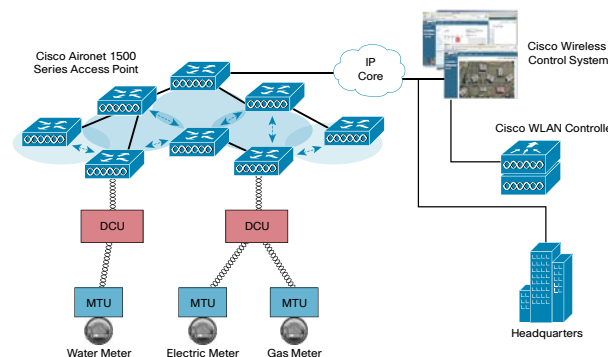 Cisco Aironet 1500
Series Access Point
IP
Core
Cisco Wireless
Control System
Cisco WLAN Controlle
DCU
DCU
MTU
MTU
MTU
Water Meter
Electric Meter
Gas Meter
Headquarters